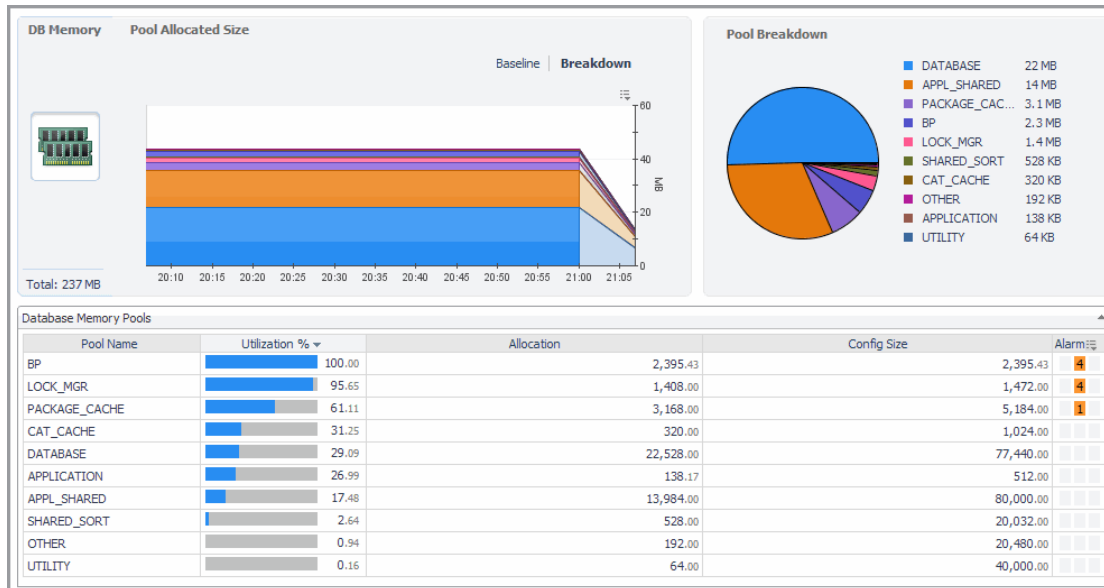 DB Memory
Pool Allocated Size
Baseline
Breakdown
60
40
20
0
MB
20:10 20:15 20:20 20:25 20:30 20:35 20:40 20:45 20:50 20:55 21:00 21:05
Total: 237 MB
Pool Breakdown
DATABASE 22 MB
APPL_SHARED 14 MB
PACKAGE_CAC... 3.1 MB
BP 2.3 MB
LOCK_MGR 1.4 MB
SHARED_SORT 528 KB
CAT_CACHE 320 KB
OTHER 192 KB
APPLICATION 138 KB
UTILITY 64 KB
Database Memory Pools
Pool Name Utilization % Allocation Config Size Alarm
BP 100.00 2,395.43 2,395.43 4
LOCK_MGR 95.65 1,408.00 1,472.00 4
PACKAGE_CACHE 61.11 3,168.00 5,184.00 1
CAT_CACHE 31.25 320.00 1,024.00
DATABASE 29.09 22,528.00 77,440.00
APPLICATION 26.99 138.17 512.00
APPL_SHARED 17.48 13,984.00 80,000.00
SHARED_SORT 2.64 528.00 20,032.00
OTHER 0.94 192.00 20,480.00
UTILITY 0.16 64.00 40,000.00